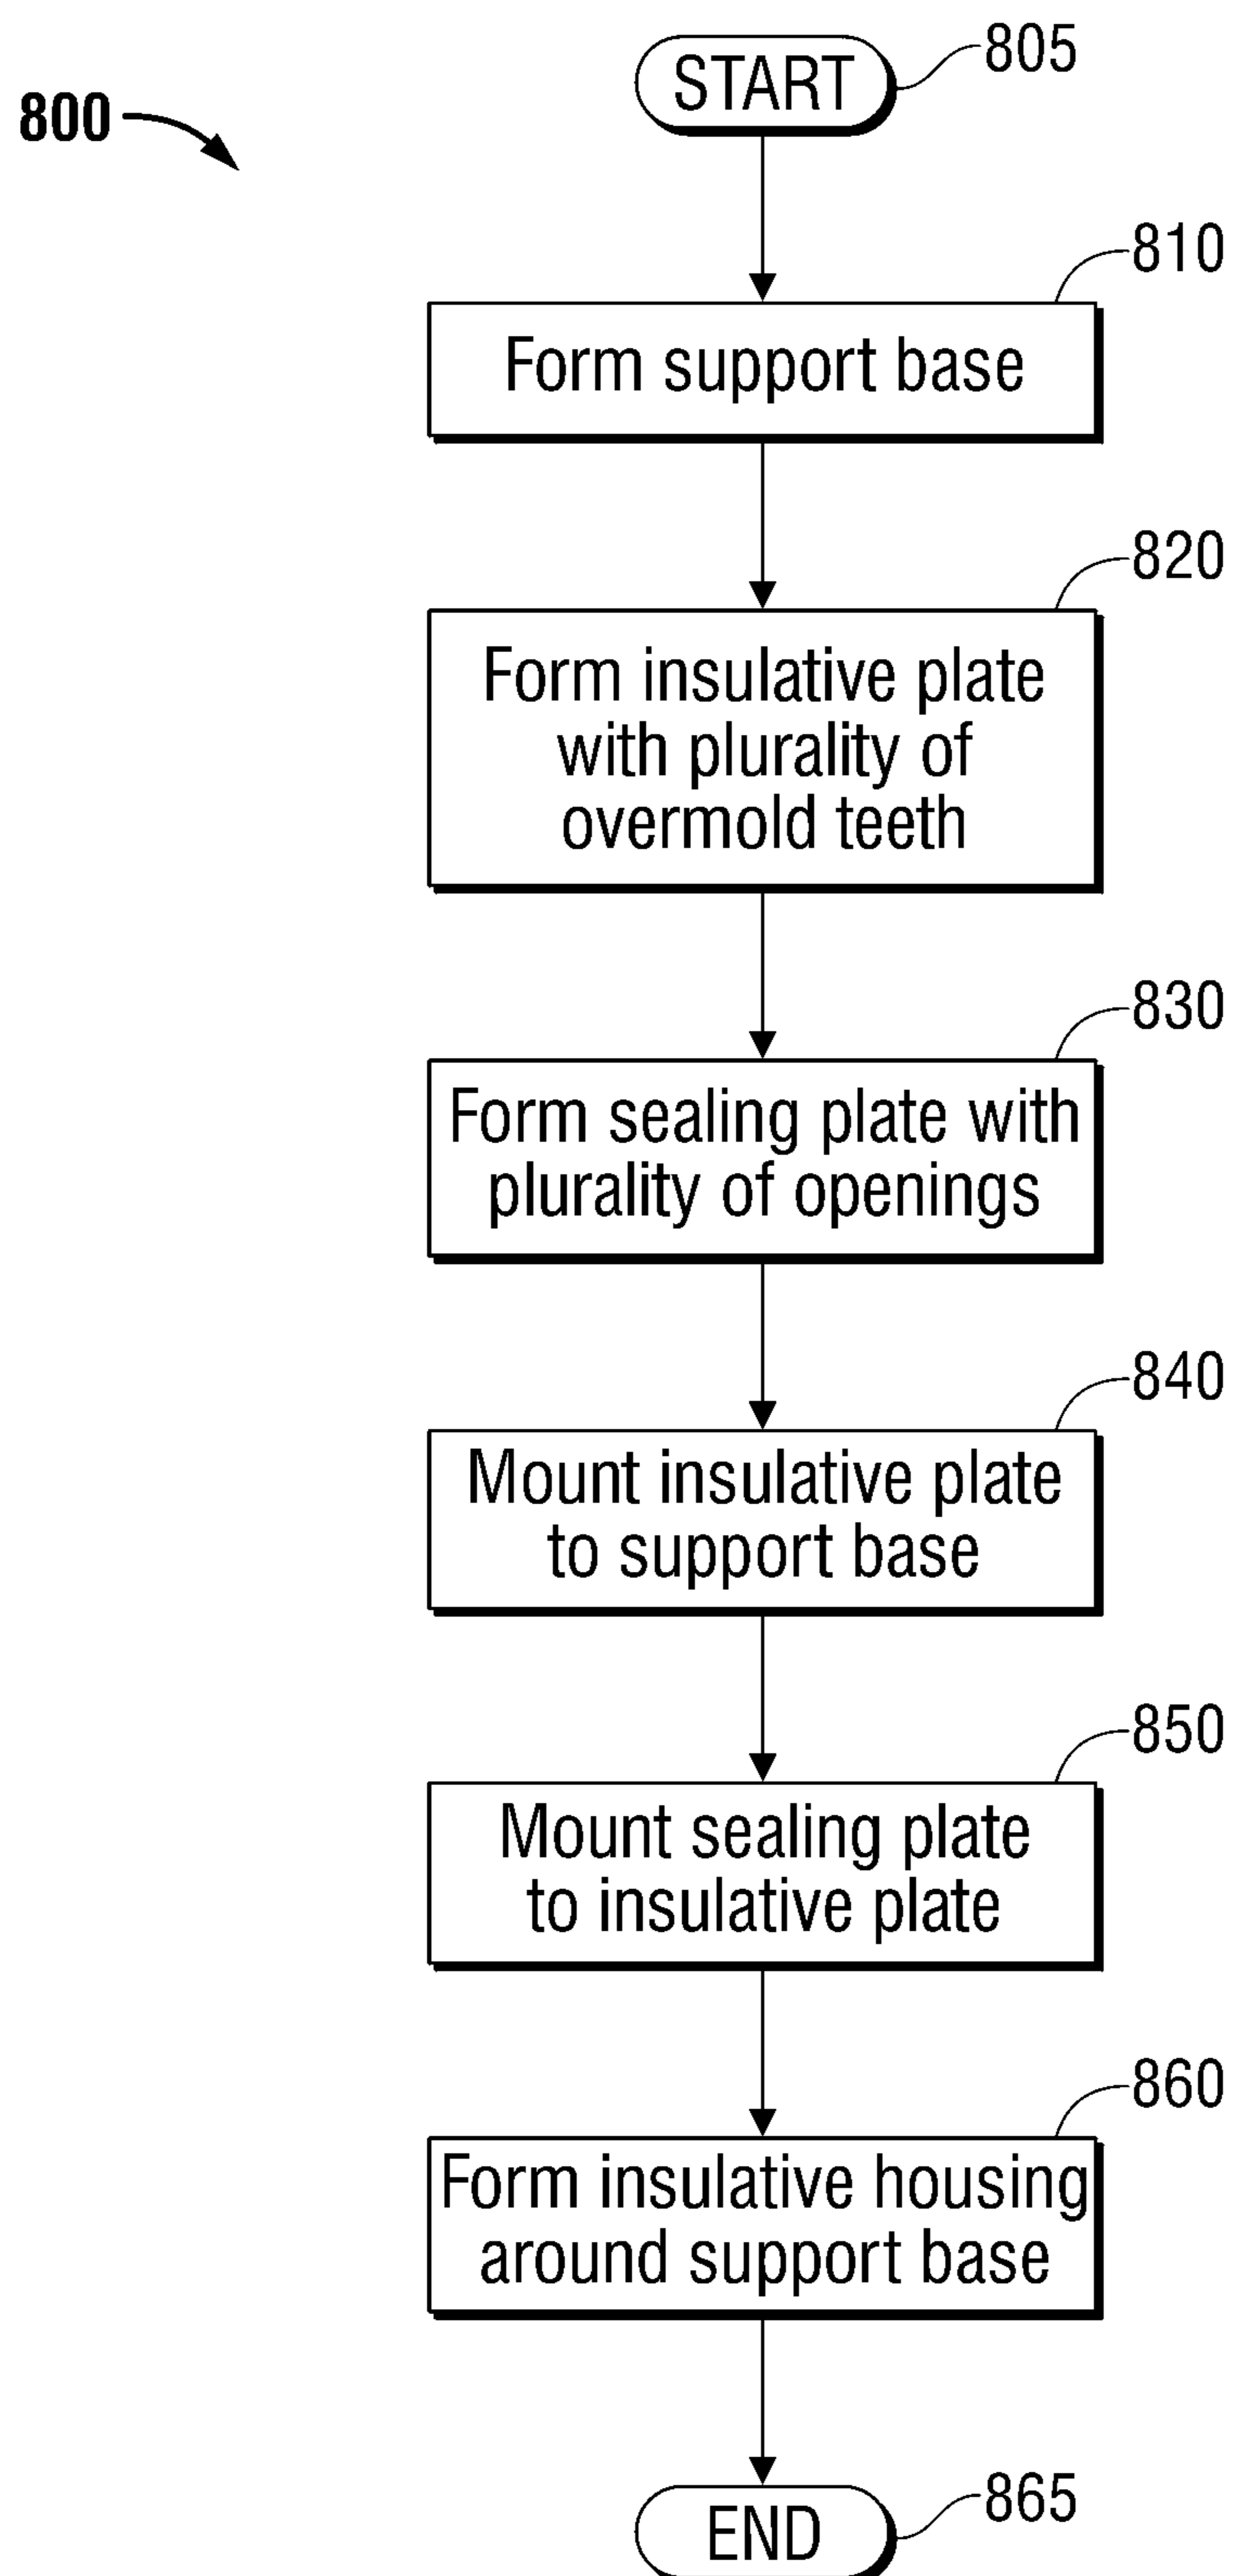 800
START
805
810
Form support base
820
Form insulative plate
with plurality of
overmold teeth
830
Form sealing plate with
plurality of openings
840
Mount insulative plate
to support base
850
Mount sealing plate
to insulative plate
860
Form insulative housing
around support base
END
865